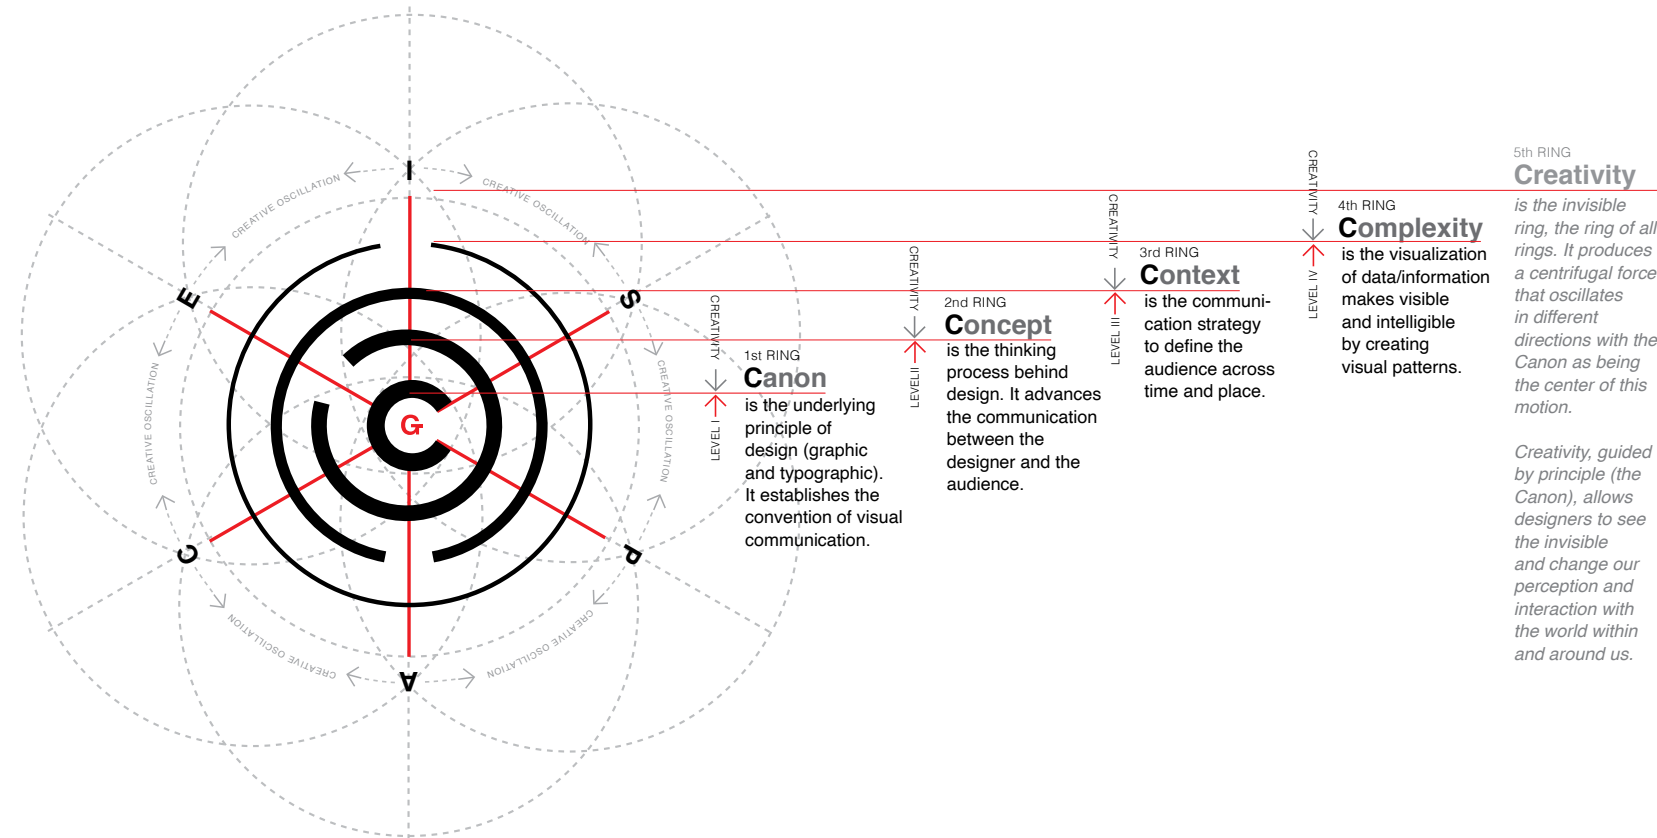 I
S
P
A
C
E
G
CREATIVE OSCILLATION
CREATIVE OSCILLATION
CREATIVE OSCILLATION
CREATIVE OSCILLATION
CREATIVE OSCILLATION
CREATIVE OSCILLATION
CREATIVITY
LEVEL I
1st RING
Canon
is the underlying
principle of
design (graphic
and typographic).
It establishes the
convention of visual
communication.
CREATIVITY
LEVEL II
2nd RING
Concept
is the thinking
process behind
design. It advances
the communication
between the
designer and the
audience.
CREATIVITY
LEVEL III
3rd RING
Context
is the communi-
cation strategy
to define the
audience across
time and place.
CREATIVITY
LEVEL IV
4th RING
Complexity
is the visualization
of data/information
makes visible
and intelligible
by creating
visual patterns.
5th RING
Creativity
is the invisible
ring, the ring of all
rings. It produces
a centrifugal force
that oscillates
in different
directions with the
Canon as being
the center of this
motion.
Creativity, guided
by principle (the
Canon), allows
designers to see
the invisible
and change our
perception and
interaction with
the world within
and around us.